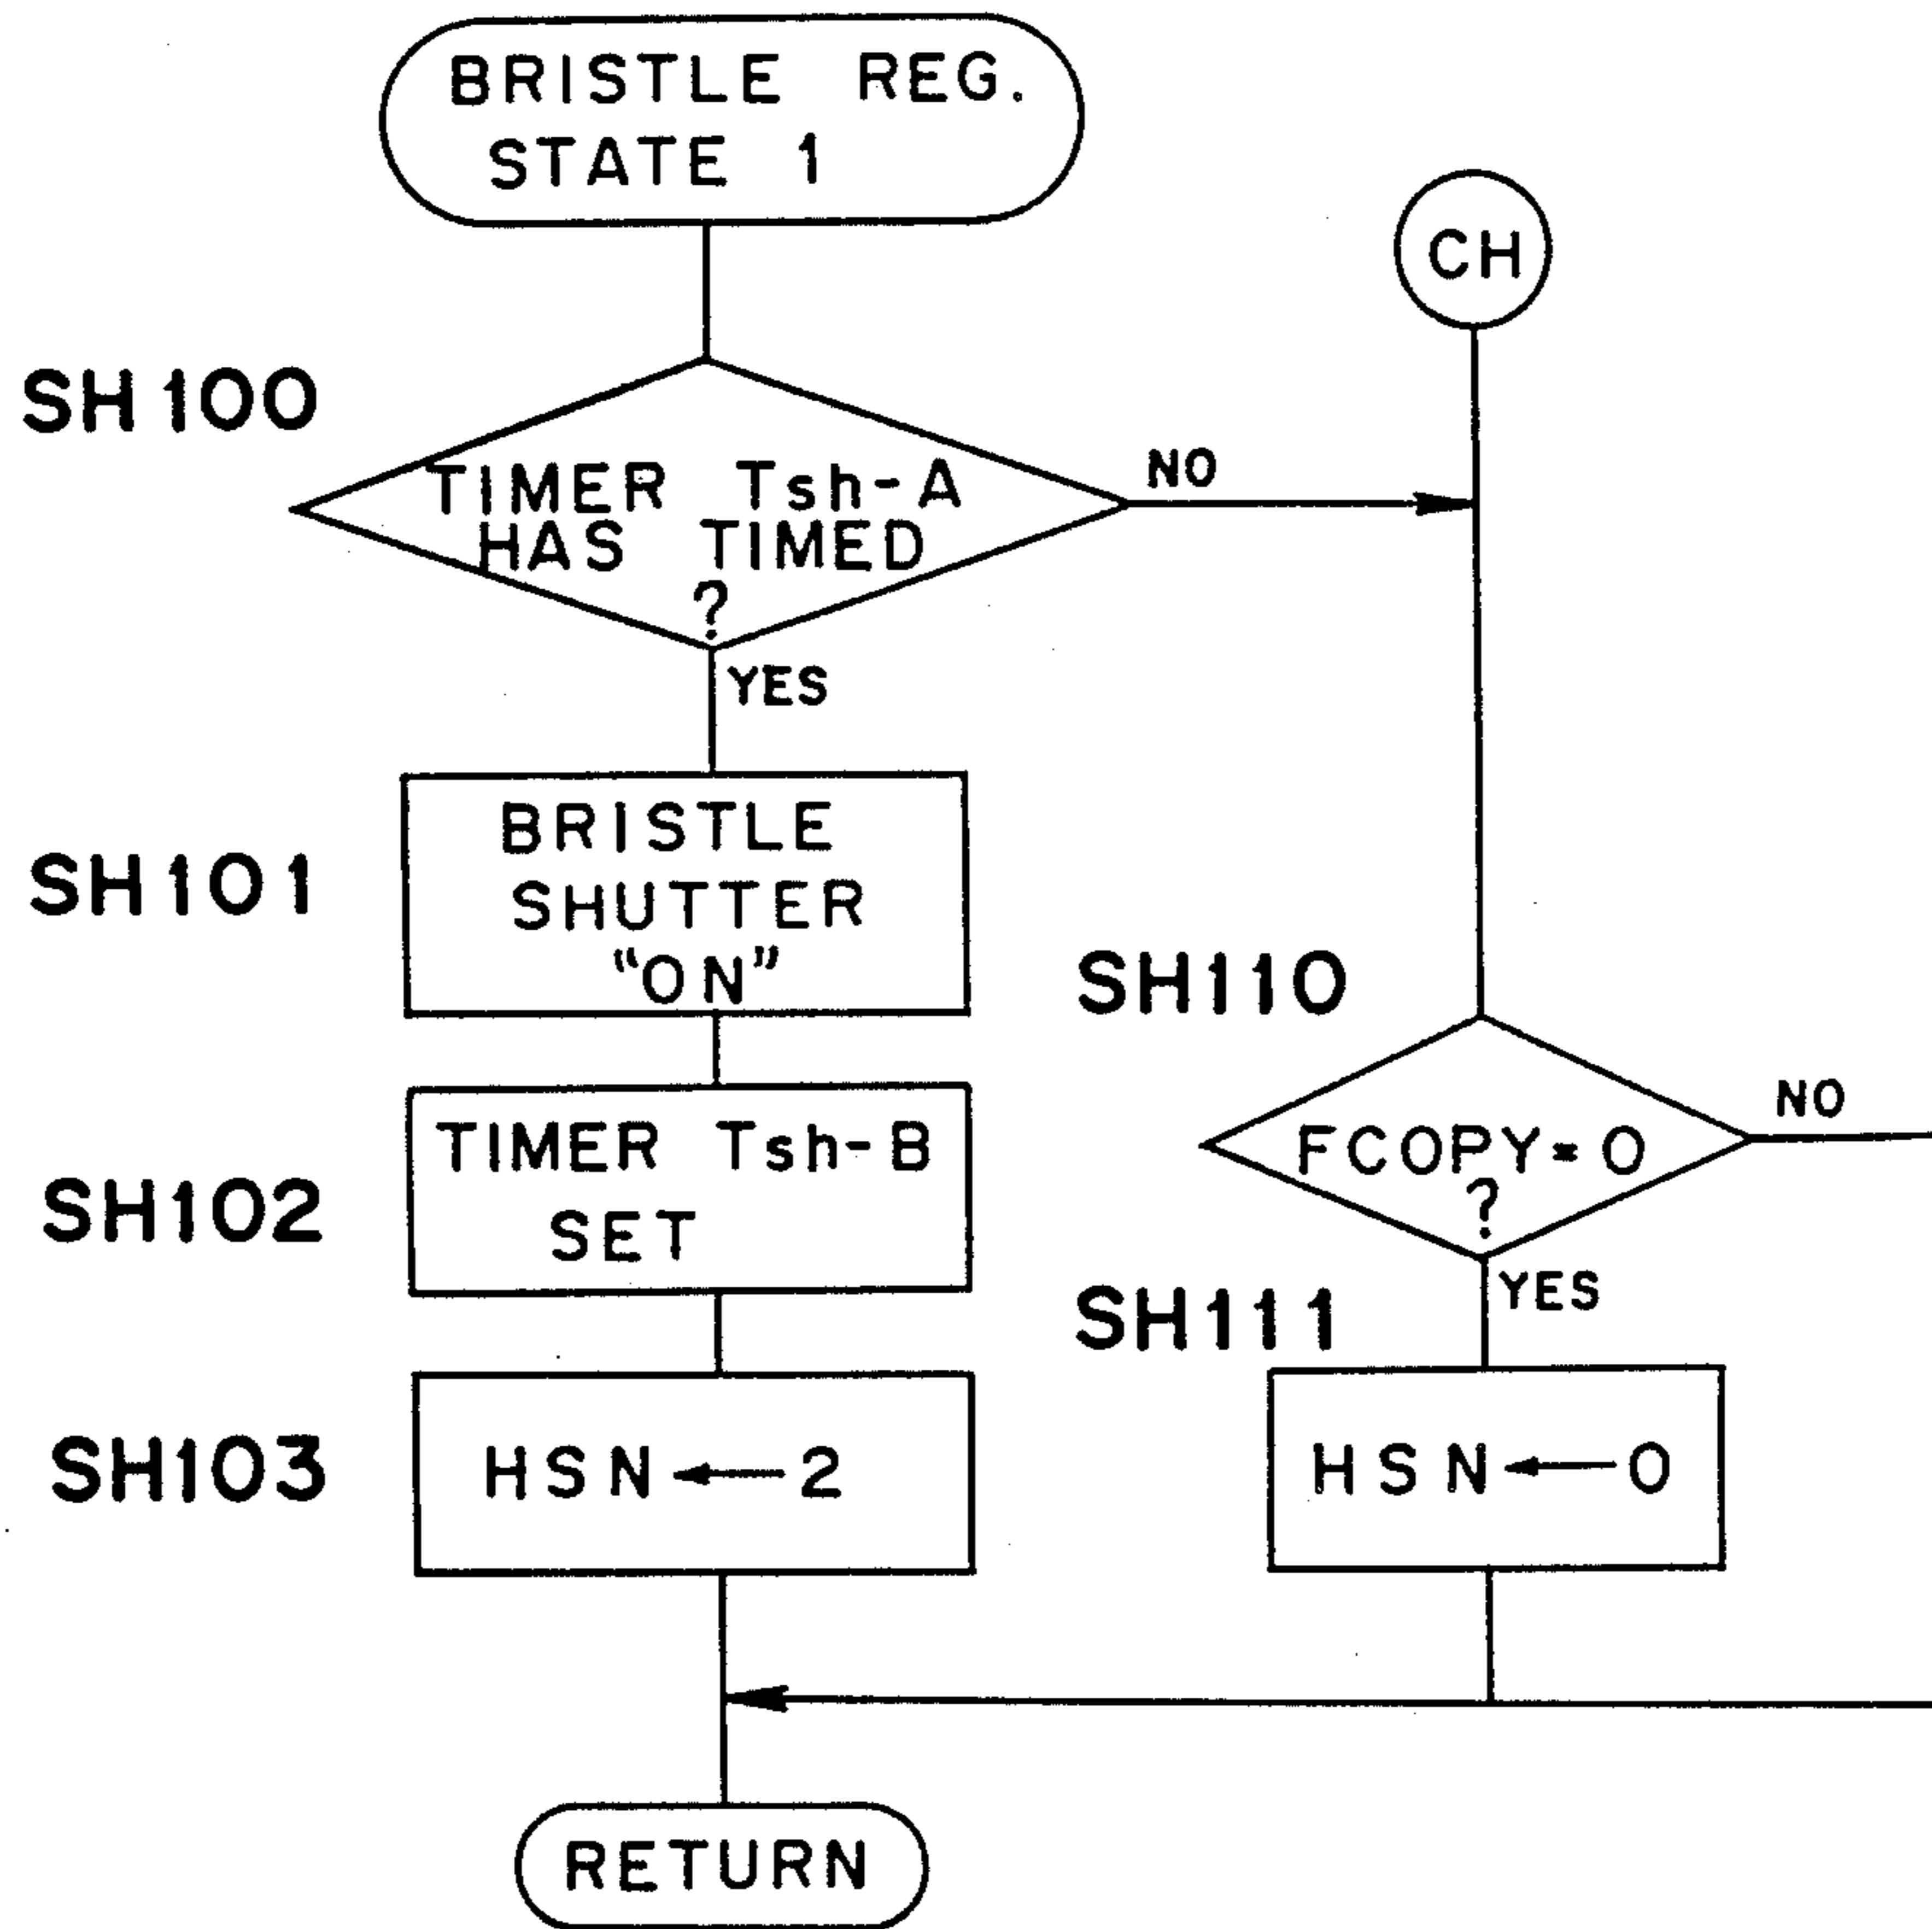 BRISTLE REG.
STATE 1
CH
SH100
TIMER Tsh-A
HAS TIMED
?
NO
YES
SH101
BRISTLE
SHUTTER
"ON"
SH102
TIMER Tsh-B
SET
SH103
HSN ← 2
SH110
FCOPY = 0
?
NO
YES
SH111
HSN ← 0
RETURN